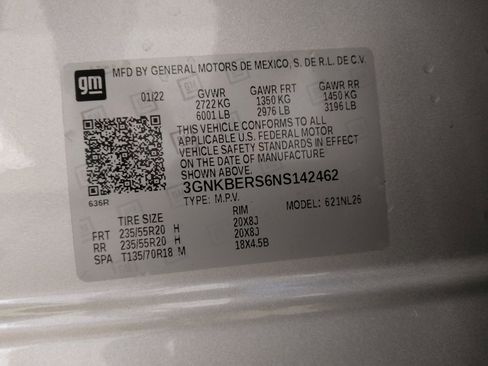 gm
MFD BY GENERAL MOTORS DE MEXICO, S. DE R.L. DE C.V.
01/22 GVWR GAWR FRT GAWR RR
2722 KG 1350 KG 1450 KG
6001 LB 2976 LB 3196 LB
THIS VEHICLE CONFORMS TO ALL
APPLICABLE U.S. FEDERAL MOTOR
VEHICLE SAFETY STANDARDS IN EFFECT
ON THE DATE OF MANUFACTURE
SHOWN ABOVE.
3GNKBERS6NS142462
636R
TYPE: M.P.V. MODEL: 621NL26
TIRE SIZE RIM
FRT 235/55R20 H 20X8J
RR 235/55R20 H 20X8J
SPA T135/70R18 M 18X4.5B